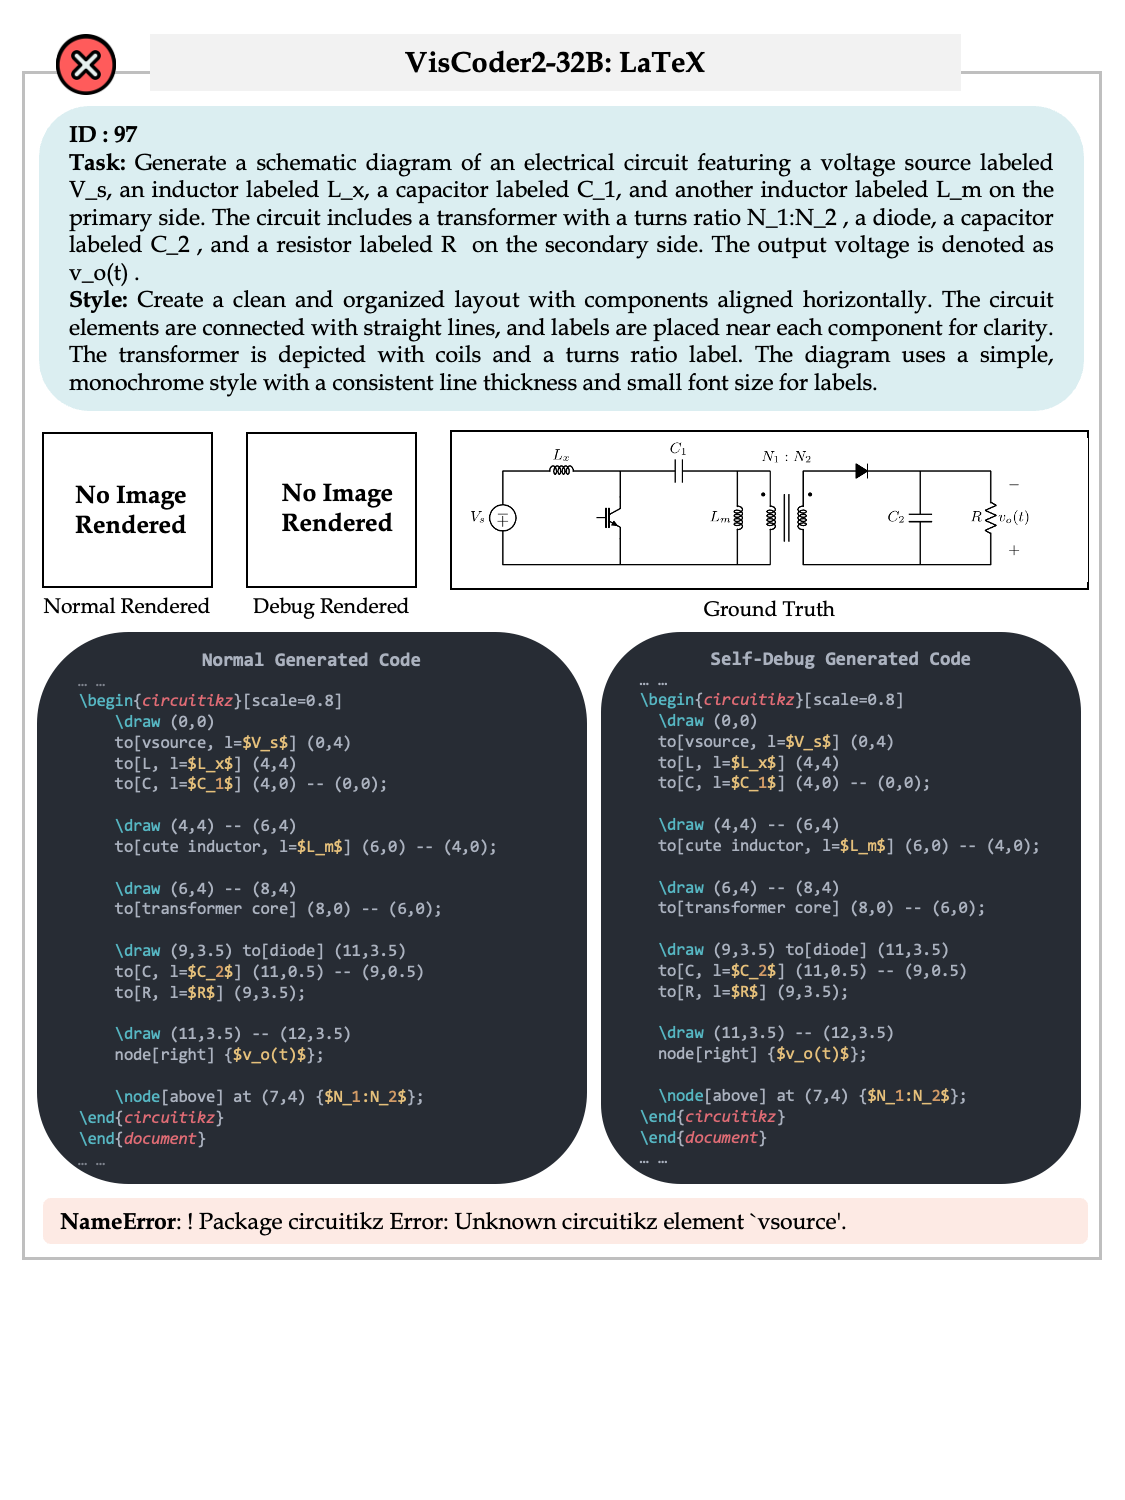 VisCoder2-32B: LaTeX
ID : 97
Task: Generate a schematic diagram of an electrical circuit featuring a voltage source labeled
V_s, an inductor labeled L_x, a capacitor labeled C_1, and another inductor labeled L_m on the
primary side. The circuit includes a transformer with a turns ratio N_1:N_2 , a diode, a capacitor
labeled C_2 , and a resistor labeled R on the secondary side. The output voltage is denoted as
v_o(t) .
Style: Create a clean and organized layout with components aligned horizontally. The circuit
elements are connected with straight lines, and labels are placed near each component for clarity.
The transformer is depicted with coils and a turns ratio label. The diagram uses a simple,
monochrome style with a consistent line thickness and small font size for labels.
No Image
Rendered
Normal Rendered
No Image
Rendered
Debug Rendered
L_x
C_1
N_1 : N_2
V_s
L_m
C_2
R
v_o(t)
−
+
Ground Truth
Normal Generated Code
… …
\begin{circuitikz}[scale=0.8]
\draw (0,0)
to[vsource, l=$V_s$] (0,4)
to[L, l=$L_x$] (4,4)
to[C, l=$C_1$] (4,0) -- (0,0);
\draw (4,4) -- (6,4)
to[cute inductor, l=$L_m$] (6,0) -- (4,0);
\draw (6,4) -- (8,4)
to[transformer core] (8,0) -- (6,0);
\draw (9,3.5) to[diode] (11,3.5)
to[C, l=$C_2$] (11,0.5) -- (9,0.5)
to[R, l=$R$] (9,3.5);
\draw (11,3.5) -- (12,3.5)
node[right] {$v_o(t)$};
\node[above] at (7,4) {$N_1:N_2$};
\end{circuitikz}
\end{document}
… …
Self-Debug Generated Code
… …
\begin{circuitikz}[scale=0.8]
\draw (0,0)
to[vsource, l=$V_s$] (0,4)
to[L, l=$L_x$] (4,4)
to[C, l=$C_1$] (4,0) -- (0,0);
\draw (4,4) -- (6,4)
to[cute inductor, l=$L_m$] (6,0) -- (4,0);
\draw (6,4) -- (8,4)
to[transformer core] (8,0) -- (6,0);
\draw (9,3.5) to[diode] (11,3.5)
to[C, l=$C_2$] (11,0.5) -- (9,0.5)
to[R, l=$R$] (9,3.5);
\draw (11,3.5) -- (12,3.5)
node[right] {$v_o(t)$};
\node[above] at (7,4) {$N_1:N_2$};
\end{circuitikz}
\end{document}
… …
NameError: ! Package circuitikz Error: Unknown circuitikz element `vsource'.